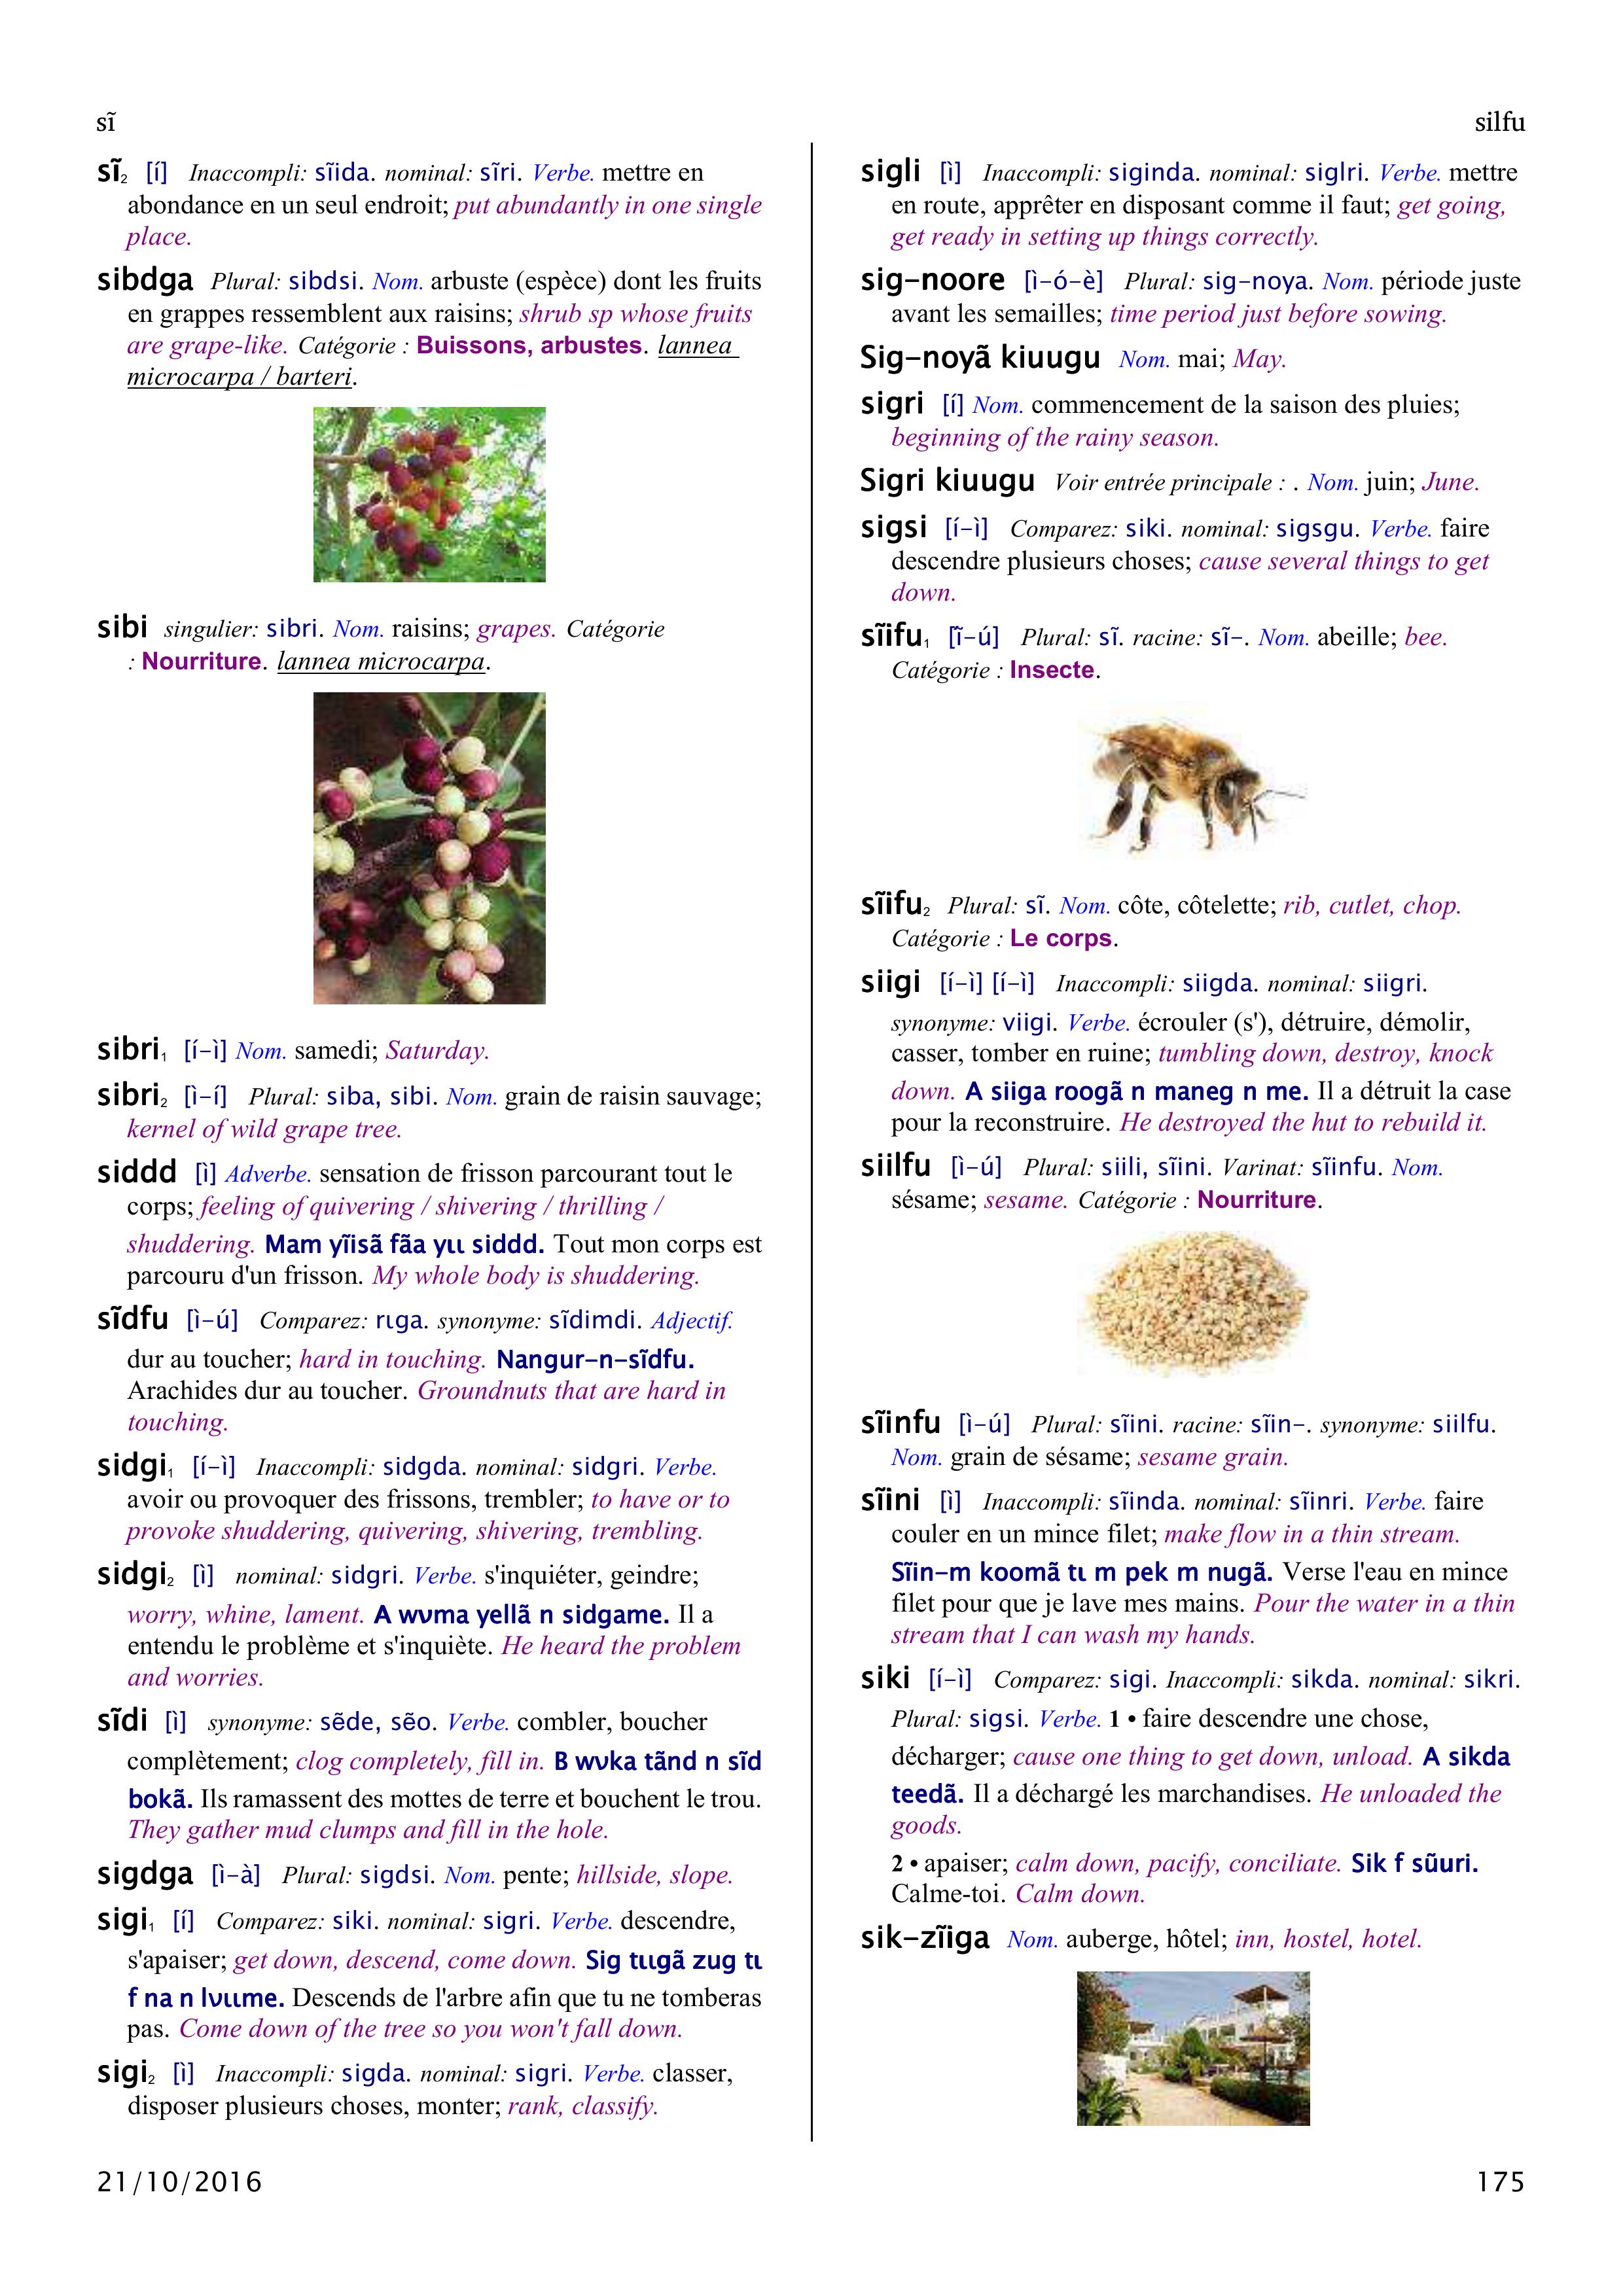 sĩ
silfu
sĩ₂ [í] Inaccompli: sĩida. nominal: sĩri. Verbe. mettre en
abondance en un seul endroit; put abundantly in one single
place.
sibdga Plural: sibdsi. Nom. arbuste (espèce) dont les fruits
en grappes ressemblent aux raisins; shrub sp whose fruits
are grape-like. Catégorie : Buissons, arbustes. lannea
microcarpa / barteri.
sibi singulier: sibri. Nom. raisins; grapes. Catégorie
: Nourriture. lannea microcarpa.
sibri₁ [í-ì] Nom. samedi; Saturday.
sibri₂ [ì-í] Plural: siba, sibi. Nom. grain de raisin sauvage;
kernel of wild grape tree.
siddd [ì] Adverbe. sensation de frisson parcourant tout le
corps; feeling of quivering / shivering / thrilling /
shuddering. Mam yĩisã fãa yɩɩ siddd. Tout mon corps est
parcouru d'un frisson. My whole body is shuddering.
sĩdfu [ì-ú] Comparez: rɩga. synonyme: sĩdimdi. Adjectif.
dur au toucher; hard in touching. Nangur-n-sĩdfu.
Arachides dur au toucher. Groundnuts that are hard in
touching.
sidgi₁ [í-ì] Inaccompli: sidgda. nominal: sidgri. Verbe.
avoir ou provoquer des frissons, trembler; to have or to
provoke shuddering, quivering, shivering, trembling.
sidgi₂ [ì] nominal: sidgri. Verbe. s'inquiéter, geindre;
worry, whine, lament. A wʋma yellã n sidgame. Il a
entendu le problème et s'inquiète. He heard the problem
and worries.
sĩdi [ì] synonyme: sẽde, sẽo. Verbe. combler, boucher
complètement; clog completely, fill in. B wʋka tãnd n sĩd
bokã. Ils ramassent des mottes de terre et bouchent le trou.
They gather mud clumps and fill in the hole.
sigdga [ì-à] Plural: sigdsi. Nom. pente; hillside, slope.
sigi₁ [í] Comparez: siki. nominal: sigri. Verbe. descendre,
s'apaiser; get down, descend, come down. Sig tɩɩgã zug tɩ
f na n lʋɩɩme. Descends de l'arbre afin que tu ne tomberas
pas. Come down of the tree so you won't fall down.
sigi₂ [ì] Inaccompli: sigda. nominal: sigri. Verbe. classer,
disposer plusieurs choses, monter; rank, classify.
sigli [ì] Inaccompli: siginda. nominal: siglri. Verbe. mettre
en route, apprêter en disposant comme il faut; get going,
get ready in setting up things correctly.
sig-noore [ì-ó-è] Plural: sig-noya. Nom. période juste
avant les semailles; time period just before sowing.
Sig-noyã kiuugu Nom. mai; May.
sigri [í] Nom. commencement de la saison des pluies;
beginning of the rainy season.
Sigri kiuugu Voir entrée principale : . Nom. juin; June.
sigsi [í-ì] Comparez: siki. nominal: sigsgu. Verbe. faire
descendre plusieurs choses; cause several things to get
down.
sĩifu₁ [ĩ-ú] Plural: sĩ. racine: sĩ-. Nom. abeille; bee.
Catégorie : Insecte.
sĩifu₂ Plural: sĩ. Nom. côte, côtelette; rib, cutlet, chop.
Catégorie : Le corps.
siigi [í-ì] [í-ì] Inaccompli: siigda. nominal: siigri.
synonyme: viigi. Verbe. écrouler (s'), détruire, démolir,
casser, tomber en ruine; tumbling down, destroy, knock
down. A siiga roogã n maneg n me. Il a détruit la case
pour la reconstruire. He destroyed the hut to rebuild it.
siilfu [ì-ú] Plural: siili, sĩini. Varinat: sĩinfu. Nom.
sésame; sesame. Catégorie : Nourriture.
sĩinfu [ì-ú] Plural: sĩini. racine: sĩin-. synonyme: siilfu.
Nom. grain de sésame; sesame grain.
sĩini [ì] Inaccompli: sĩinda. nominal: sĩinri. Verbe. faire
couler en un mince filet; make flow in a thin stream.
Sĩin-m koomã tɩ m pek m nugã. Verse l'eau en mince
filet pour que je lave mes mains. Pour the water in a thin
stream that I can wash my hands.
siki [í-ì] Comparez: sigi. Inaccompli: sikda. nominal: sikri.
Plural: sigsi. Verbe. 1 • faire descendre une chose,
décharger; cause one thing to get down, unload. A sikda
teedã. Il a déchargé les marchandises. He unloaded the
goods.
2 • apaiser; calm down, pacify, conciliate. Sik f sũuri.
Calme-toi. Calm down.
sik-zĩiga Nom. auberge, hôtel; inn, hostel, hotel.
21/10/2016
175